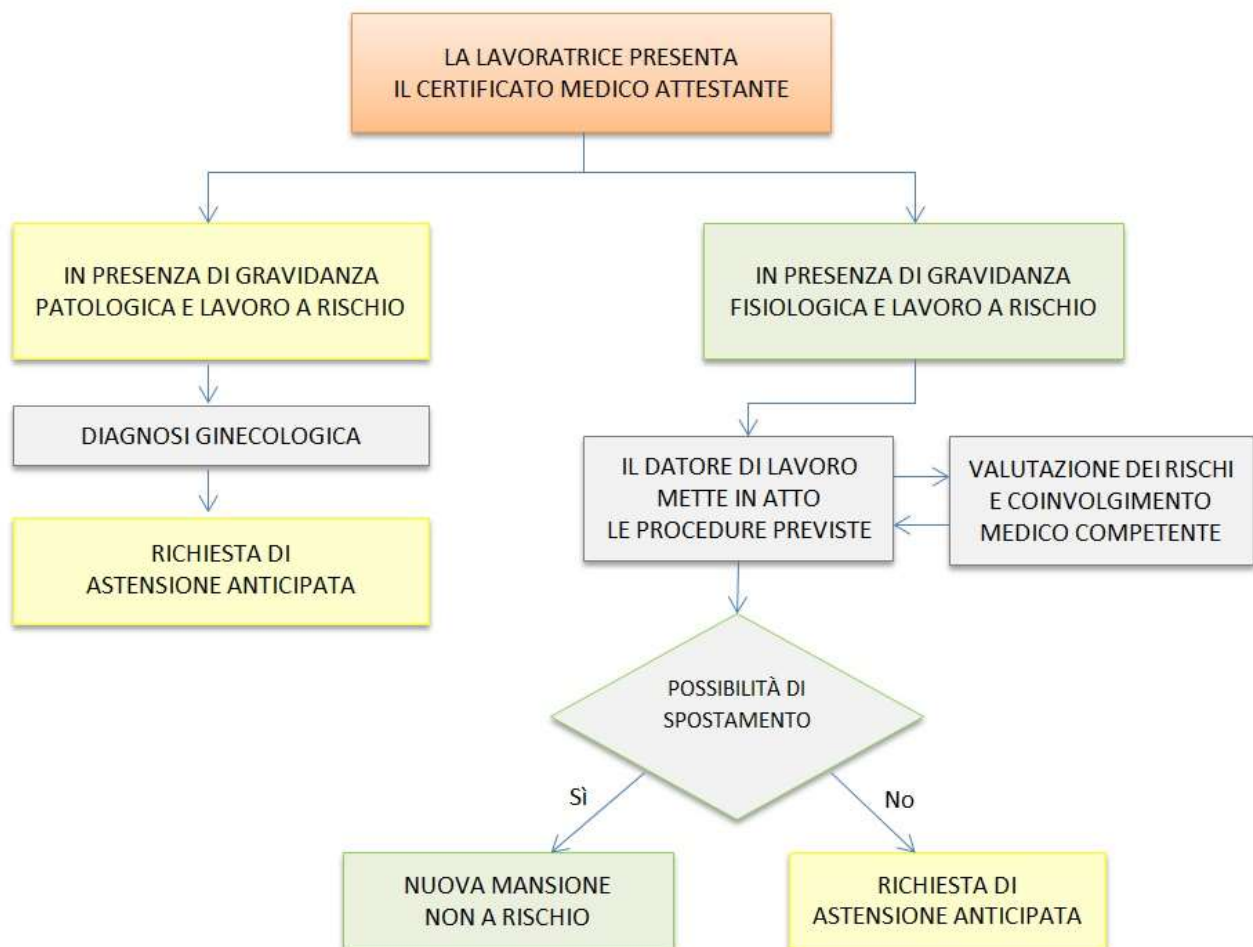 LA LAVORATRICE PRESENTA
IL CERTIFICATO MEDICO ATTESTANTE
IN PRESENZA DI GRAVIDANZA
PATOLOGICA E LAVORO A RISCHIO
IN PRESENZA DI GRAVIDANZA
FISIOLOGICA E LAVORO A RISCHIO
DIAGNOSI GINECOLOGICA
IL DATORE DI LAVORO
METTE IN ATTO
LE PROCEDURE PREVISTE
VALUTAZIONE DEI RISCHI
E COINVOLGIMENTO
MEDICO COMPETENTE
RICHIESTA DI
ASTENSIONE ANTICIPATA
POSSIBILITÀ DI
SPOSTAMENTO
Sì
No
NUOVA MANSIONE
NON A RISCHIO
RICHIESTA DI
ASTENSIONE ANTICIPATA